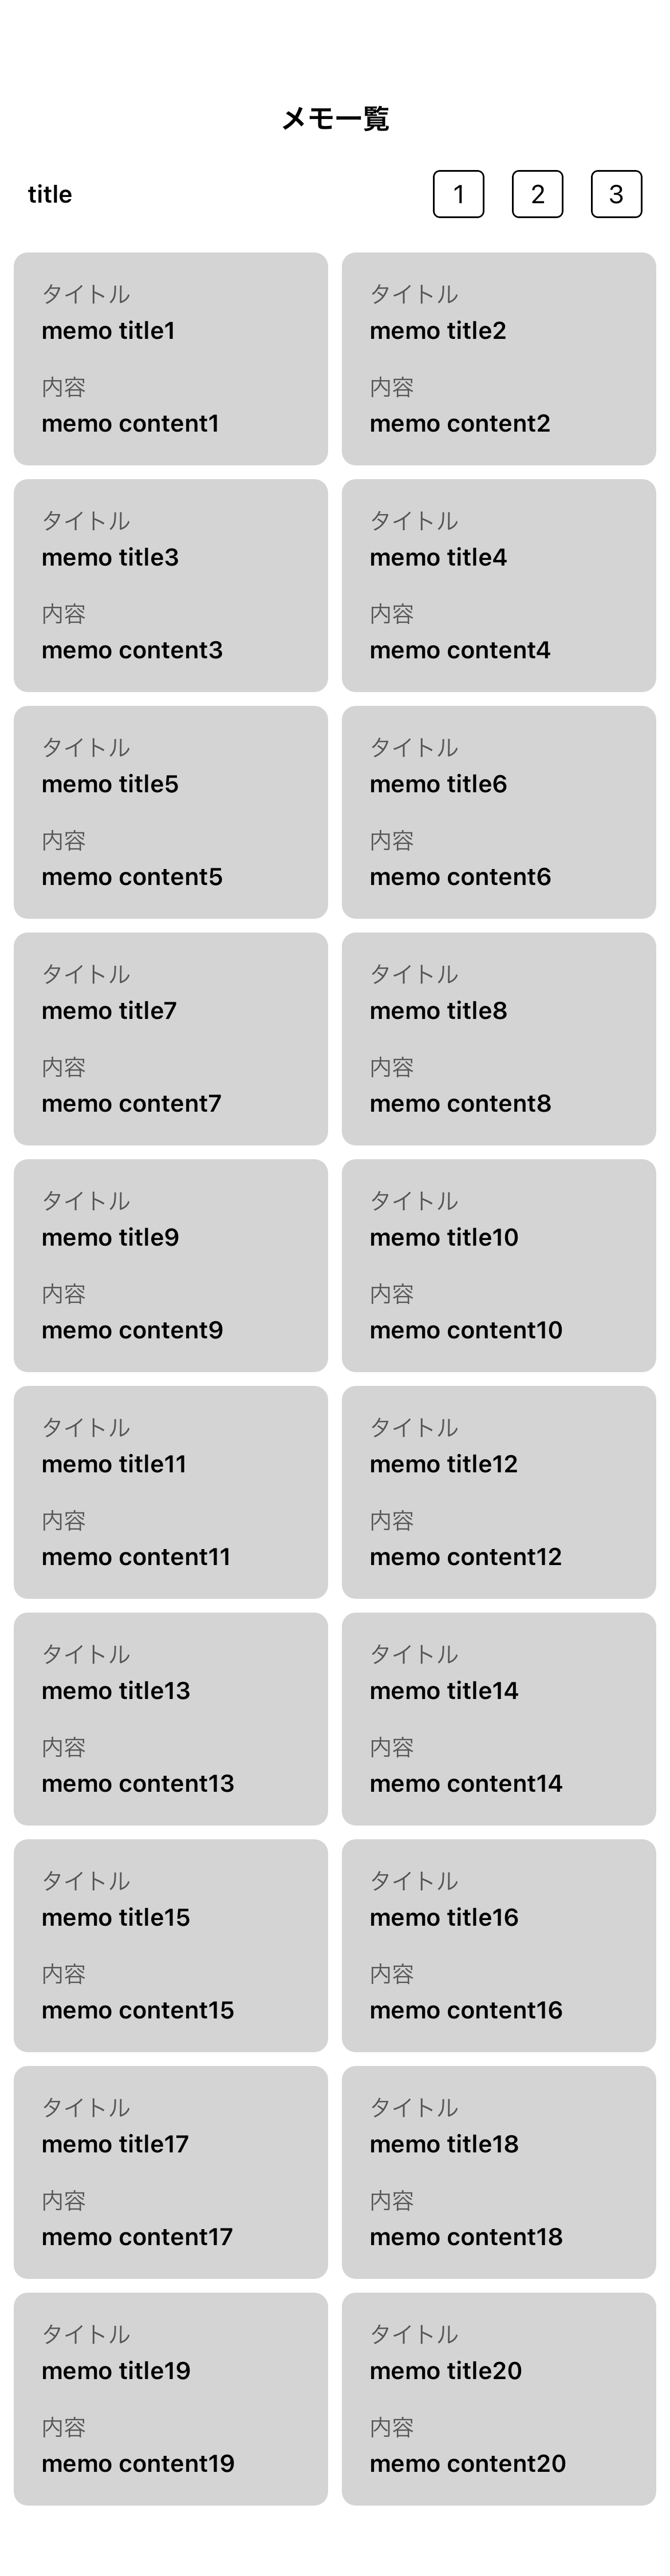 メモ一覧
title 1 2 3
タイトル
memo title1
内容
memo content1
タイトル
memo title2
内容
memo content2
タイトル
memo title3
内容
memo content3
タイトル
memo title4
内容
memo content4
タイトル
memo title5
内容
memo content5
タイトル
memo title6
内容
memo content6
タイトル
memo title7
内容
memo content7
タイトル
memo title8
内容
memo content8
タイトル
memo title9
内容
memo content9
タイトル
memo title10
内容
memo content10
タイトル
memo title11
内容
memo content11
タイトル
memo title12
内容
memo content12
タイトル
memo title13
内容
memo content13
タイトル
memo title14
内容
memo content14
タイトル
memo title15
内容
memo content15
タイトル
memo title16
内容
memo content16
タイトル
memo title17
内容
memo content17
タイトル
memo title18
内容
memo content18
タイトル
memo title19
内容
memo content19
タイトル
memo title20
内容
memo content20